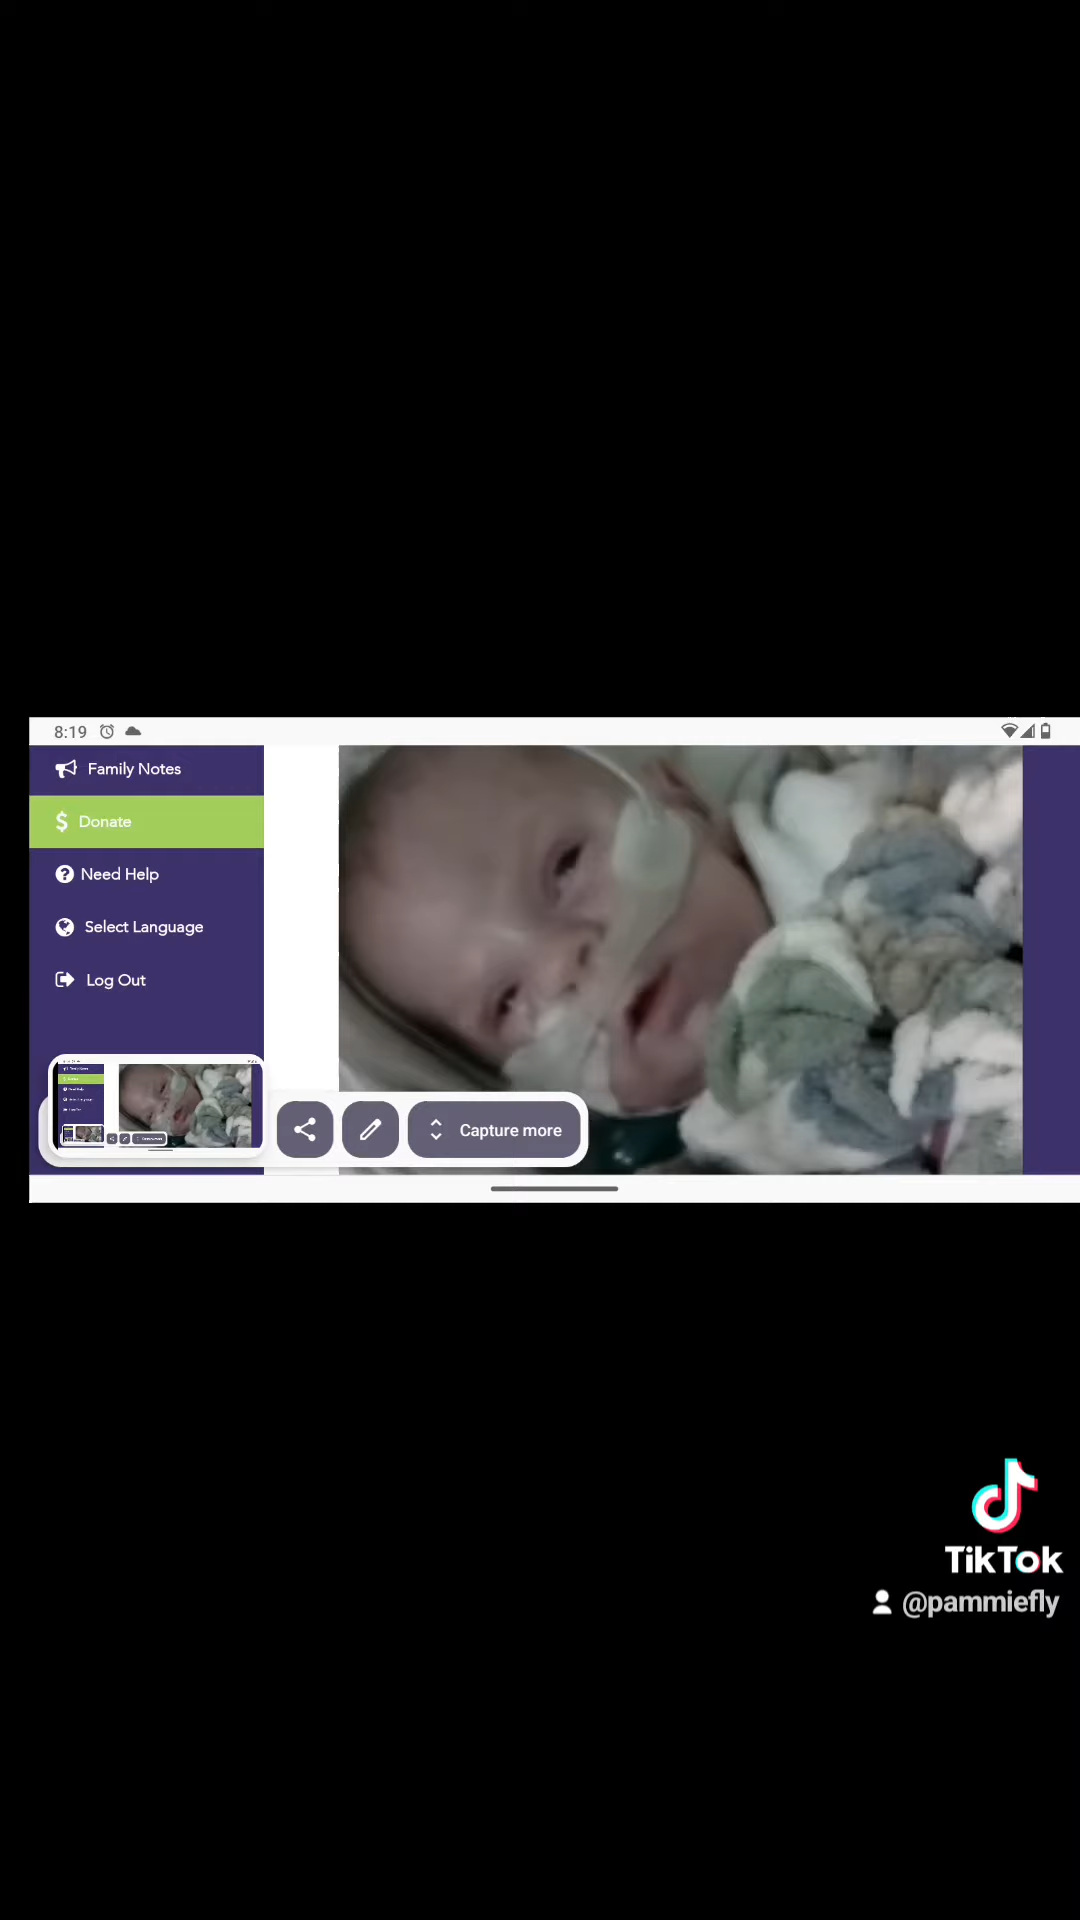 8:19
Family Notes
$ Donate
Need Help
Select Language
Log Out
Capture more
TikTok
@pammiefly